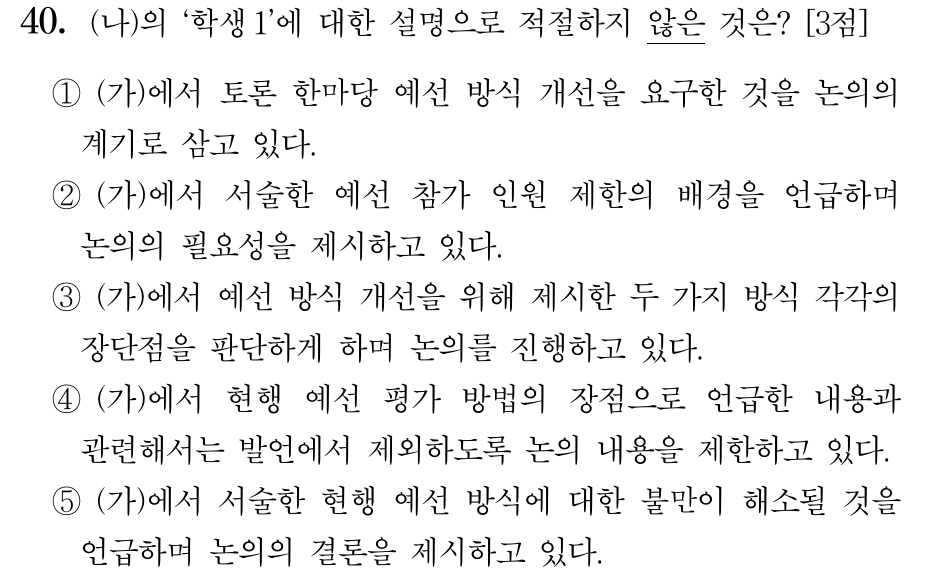 40. (나)의 ‘학생 1’에 대한 설명으로 적절하지 않은 것은? [3점]
① (가)에서 토론 한마당 예선 방식 개선을 요구한 것을 논의의
계기로 삼고 있다.
② (가)에서 서술한 예선 참가 인원 제한의 배경을 언급하며
논의의 필요성을 제시하고 있다.
③ (가)에서 예선 방식 개선을 위해 제시한 두 가지 방식 각각의
장단점을 판단하게 하며 논의를 진행하고 있다.
④ (가)에서 현행 예선 평가 방법의 장점으로 언급한 내용과
관련해서는 발언에서 제외하도록 논의 내용을 제한하고 있다.
⑤ (가)에서 서술한 현행 예선 방식에 대한 불만이 해소될 것을
언급하며 논의의 결론을 제시하고 있다.